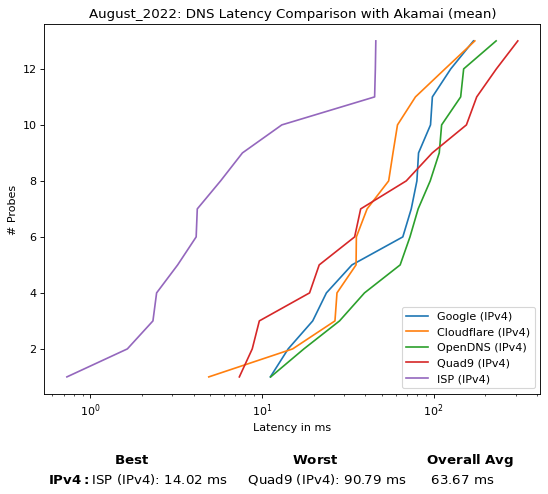 August_2022: DNS Latency Comparison with Akamai (mean)
12
10
8
6
4
2
# Probes
Google (IPv4)
Cloudflare (IPv4)
OpenDNS (IPv4)
Quad9 (IPv4)
ISP (IPv4)
10⁰ 10¹ 10²
Latency in ms
Best Worst Overall Avg
IPv4: ISP (IPv4): 14.02 ms Quad9 (IPv4): 90.79 ms 63.67 ms